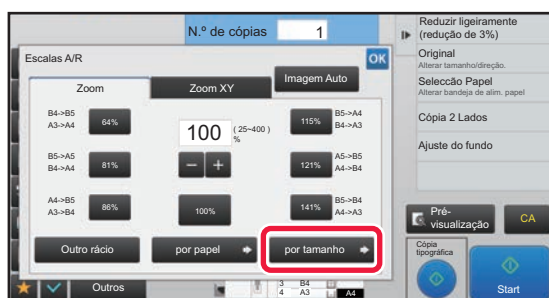 N.º de cópias
1
Escalas A/R
OK
Zoom
Zoom XY
Imagem Auto
B4->B5
A3->A4
64%
B5->A5
B4->A4
81%
A4->B5
A3->B4
86%
100
( 25~400 )
%
100%
115%
B5->A4
B4->A3
121%
A5->B5
A4->B4
141%
B5->B4
A4->A3
Outro rácio
por papel
por tamanho
Outros
3 B4
4 A3
A4
Reduzir ligeiramente
(redução de 3%)
Original
Alterar tamanho/direção.
Seleccão Papel
Alterar bandeja de alim. papel
Cópia 2 Lados
Ajuste do fundo
Pré-
visualização
CA
Cópia
tipográfica
Start